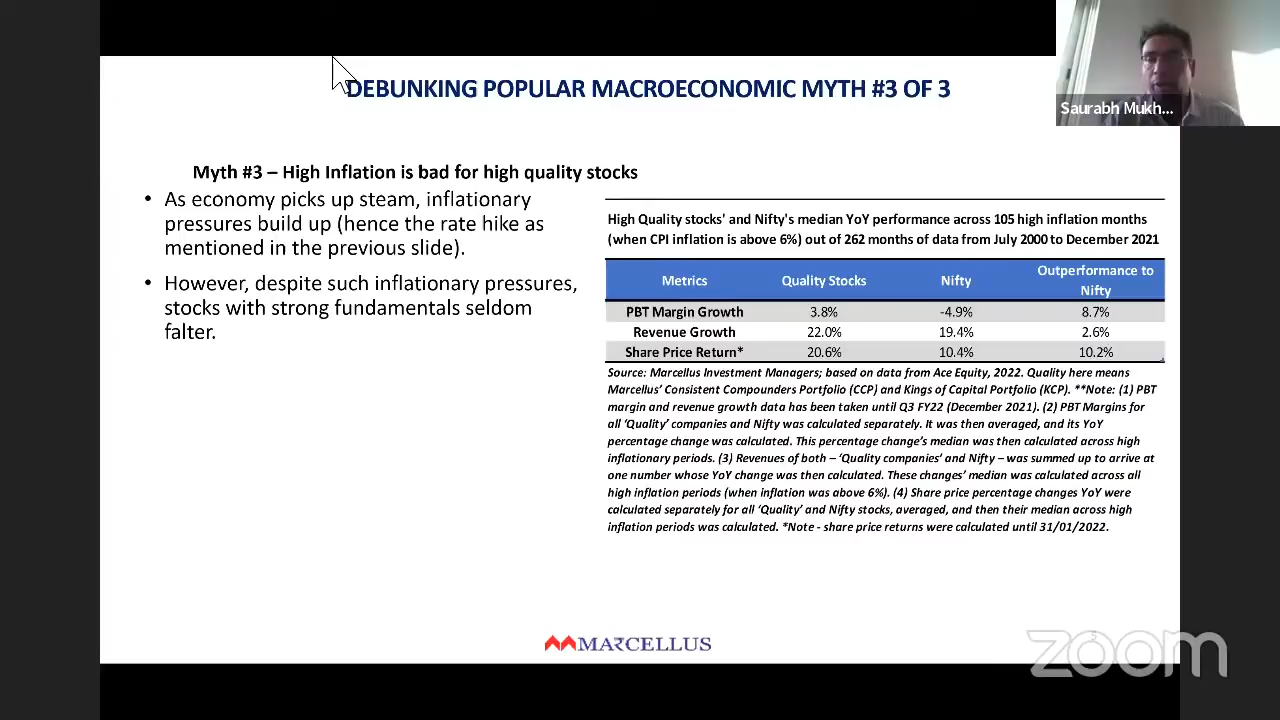 DEBUNKING POPULAR MACROECONOMIC MYTH #3 OF 3
Saurabh Mukh...
Myth #3 – High Inflation is bad for high quality stocks
• As economy picks up steam, inflationary
pressures build up (hence the rate hike as
mentioned in the previous slide).
• However, despite such inflationary pressures,
stocks with strong fundamentals seldom
falter.
High Quality stocks' and Nifty's median YoY performance across 105 high inflation months
(when CPI inflation is above 6%) out of 262 months of data from July 2000 to December 2021
Metrics Quality Stocks Nifty Outperformance to
Nifty
PBT Margin Growth 3.8% -4.9% 8.7%
Revenue Growth 22.0% 19.4% 2.6%
Share Price Return* 20.6% 10.4% 10.2%
Source: Marcellus Investment Managers; based on data from Ace Equity, 2022. Quality here means
Marcellus' Consistent Compounders Portfolio (CCP) and Kings of Capital Portfolio (KCP). **Note: (1) PBT
margin and revenue growth data has been taken until Q3 FY22 (December 2021). (2) PBT Margins for
all 'Quality' companies and Nifty was calculated separately. It was then averaged, and its YoY
percentage change was calculated. This percentage change's median was then calculated across high
inflationary periods. (3) Revenues of both – 'Quality companies' and Nifty – was summed up to arrive at
one number whose YoY change was then calculated. These changes' median was calculated across all
high inflation periods (when inflation was above 6%). (4) Share price percentage changes YoY were
calculated separately for all 'Quality' and Nifty stocks, averaged, and then their median across high
inflation periods was calculated. *Note - share price returns were calculated until 31/01/2022.
MARCELLUS
zoom